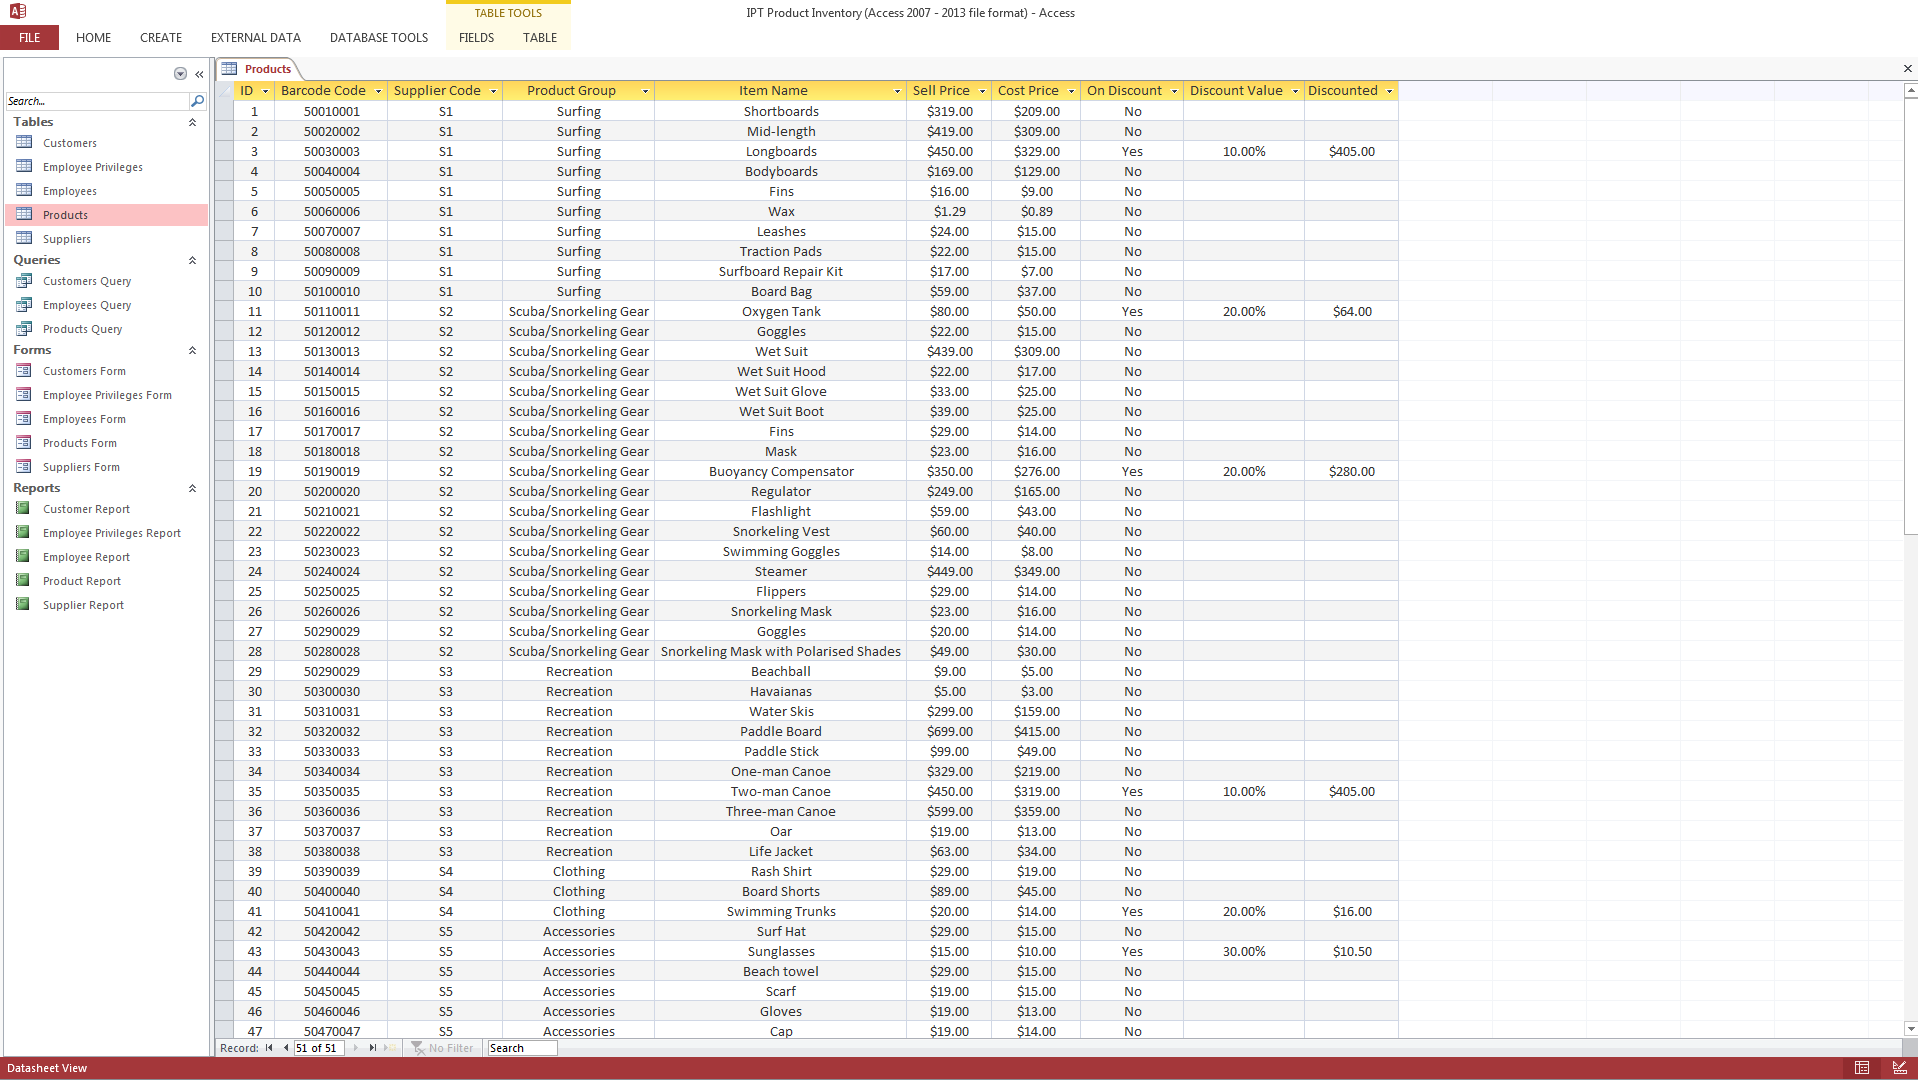 TABLE TOOLS
IPT Product Inventory (Access 2007 - 2013 file format) - Access
FILE HOME CREATE EXTERNAL DATA DATABASE TOOLS FIELDS TABLE
Search...
Tables
Customers
Employee Privileges
Employees
Products
Suppliers
Queries
Customers Query
Employees Query
Products Query
Forms
Customers Form
Employee Privileges Form
Employees Form
Products Form
Suppliers Form
Reports
Customer Report
Employee Privileges Report
Employee Report
Product Report
Supplier Report
Products
ID Barcode Code Supplier Code Product Group Item Name Sell Price Cost Price On Discount Discount Value Discounted
1 50010001 S1 Surfing Shortboards $319.00 $209.00 No
2 50020002 S1 Surfing Mid-length $419.00 $309.00 No
3 50030003 S1 Surfing Longboards $450.00 $329.00 Yes 10.00% $405.00
4 50040004 S1 Surfing Bodyboards $169.00 $129.00 No
5 50050005 S1 Surfing Fins $16.00 $9.00 No
6 50060006 S1 Surfing Wax $1.29 $0.89 No
7 50070007 S1 Surfing Leashes $24.00 $15.00 No
8 50080008 S1 Surfing Traction Pads $22.00 $15.00 No
9 50090009 S1 Surfing Surfboard Repair Kit $17.00 $7.00 No
10 50100010 S1 Surfing Board Bag $59.00 $37.00 No
11 50110011 S2 Scuba/Snorkeling Gear Oxygen Tank $80.00 $50.00 Yes 20.00% $64.00
12 50120012 S2 Scuba/Snorkeling Gear Goggles $22.00 $15.00 No
13 50130013 S2 Scuba/Snorkeling Gear Wet Suit $439.00 $309.00 No
14 50140014 S2 Scuba/Snorkeling Gear Wet Suit Hood $22.00 $17.00 No
15 50150015 S2 Scuba/Snorkeling Gear Wet Suit Glove $33.00 $25.00 No
16 50160016 S2 Scuba/Snorkeling Gear Wet Suit Boot $39.00 $25.00 No
17 50170017 S2 Scuba/Snorkeling Gear Fins $29.00 $14.00 No
18 50180018 S2 Scuba/Snorkeling Gear Mask $23.00 $16.00 No
19 50190019 S2 Scuba/Snorkeling Gear Buoyancy Compensator $350.00 $276.00 Yes 20.00% $280.00
20 50200020 S2 Scuba/Snorkeling Gear Regulator $249.00 $165.00 No
21 50210021 S2 Scuba/Snorkeling Gear Flashlight $59.00 $43.00 No
22 50220022 S2 Scuba/Snorkeling Gear Snorkeling Vest $60.00 $40.00 No
23 50230023 S2 Scuba/Snorkeling Gear Swimming Goggles $14.00 $8.00 No
24 50240024 S2 Scuba/Snorkeling Gear Steamer $449.00 $349.00 No
25 50250025 S2 Scuba/Snorkeling Gear Flippers $29.00 $14.00 No
26 50260026 S2 Scuba/Snorkeling Gear Snorkeling Mask $23.00 $16.00 No
27 50290029 S2 Scuba/Snorkeling Gear Goggles $20.00 $14.00 No
28 50280028 S2 Scuba/Snorkeling Gear Snorkeling Mask with Polarised Shades $49.00 $30.00 No
29 50290029 S3 Recreation Beachball $9.00 $5.00 No
30 50300030 S3 Recreation Havaianas $5.00 $3.00 No
31 50310031 S3 Recreation Water Skis $299.00 $159.00 No
32 50320032 S3 Recreation Paddle Board $699.00 $415.00 No
33 50330033 S3 Recreation Paddle Stick $99.00 $49.00 No
34 50340034 S3 Recreation One-man Canoe $329.00 $219.00 No
35 50350035 S3 Recreation Two-man Canoe $450.00 $319.00 Yes 10.00% $405.00
36 50360036 S3 Recreation Three-man Canoe $599.00 $359.00 No
37 50370037 S3 Recreation Oar $19.00 $13.00 No
38 50380038 S3 Recreation Life Jacket $63.00 $34.00 No
39 50390039 S4 Clothing Rash Shirt $29.00 $19.00 No
40 50400040 S4 Clothing Board Shorts $89.00 $45.00 No
41 50410041 S4 Clothing Swimming Trunks $20.00 $14.00 Yes 20.00% $16.00
42 50420042 S5 Accessories Surf Hat $29.00 $15.00 No
43 50430043 S5 Accessories Sunglasses $15.00 $10.00 Yes 30.00% $10.50
44 50440044 S5 Accessories Beach towel $29.00 $15.00 No
45 50450045 S5 Accessories Scarf $19.00 $15.00 No
46 50460046 S5 Accessories Gloves $19.00 $13.00 No
47 50470047 S5 Accessories Cap $19.00 $14.00 No
Record: 51 of 51 No Filter Search
Datasheet View